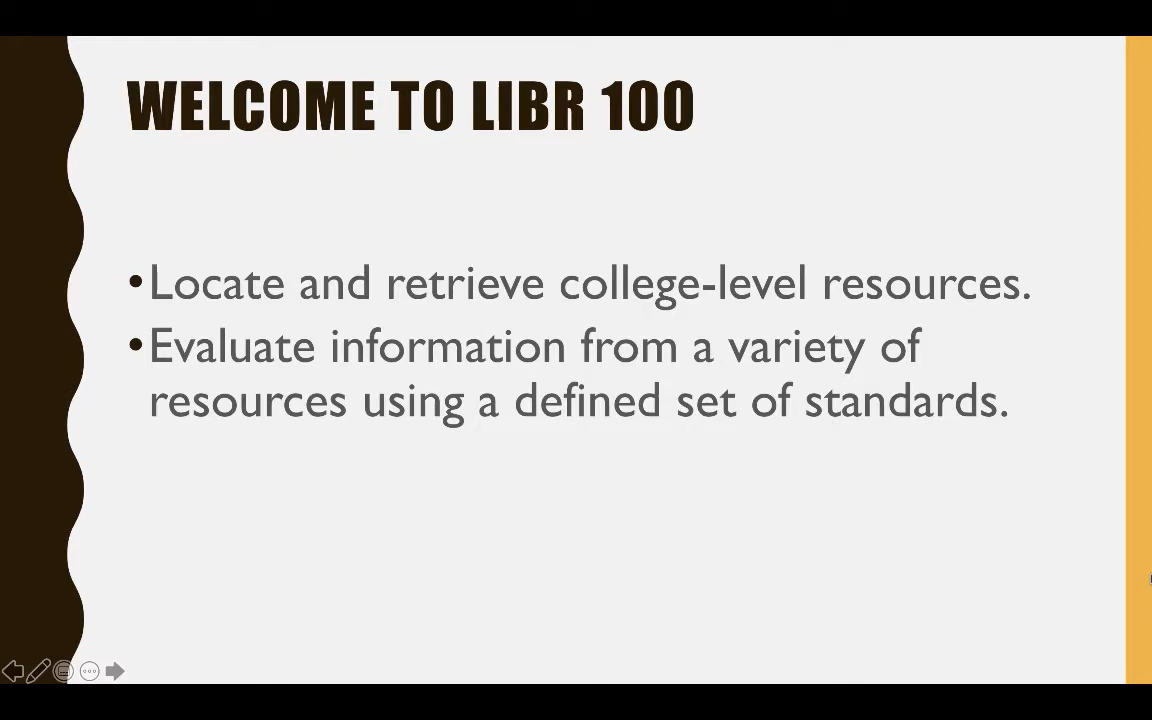 WELCOME TO LIBR 100
•Locate and retrieve college-level resources.
•Evaluate information from a variety of
resources using a defined set of standards.